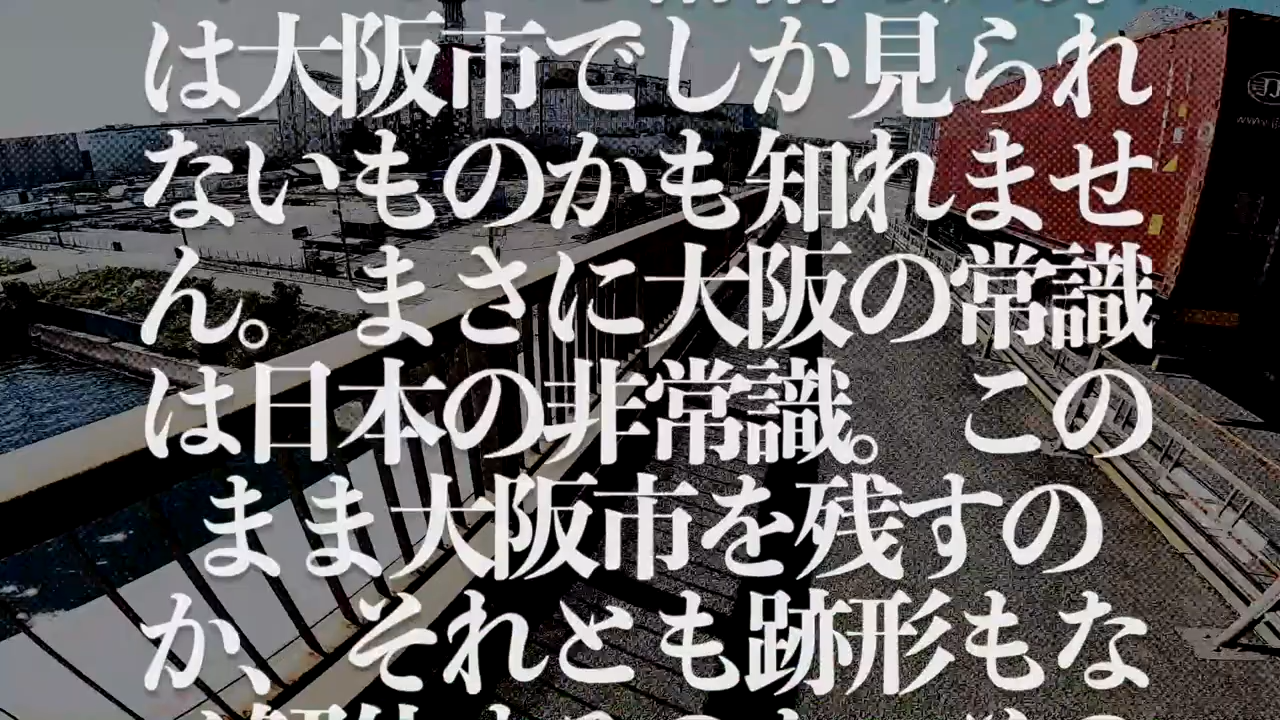 は大阪市でしか見られ
ないものかも知れませ
ん。まさに大阪の常識
は日本の非常識。この
まま大阪市を残すの
か、それとも跡形もな